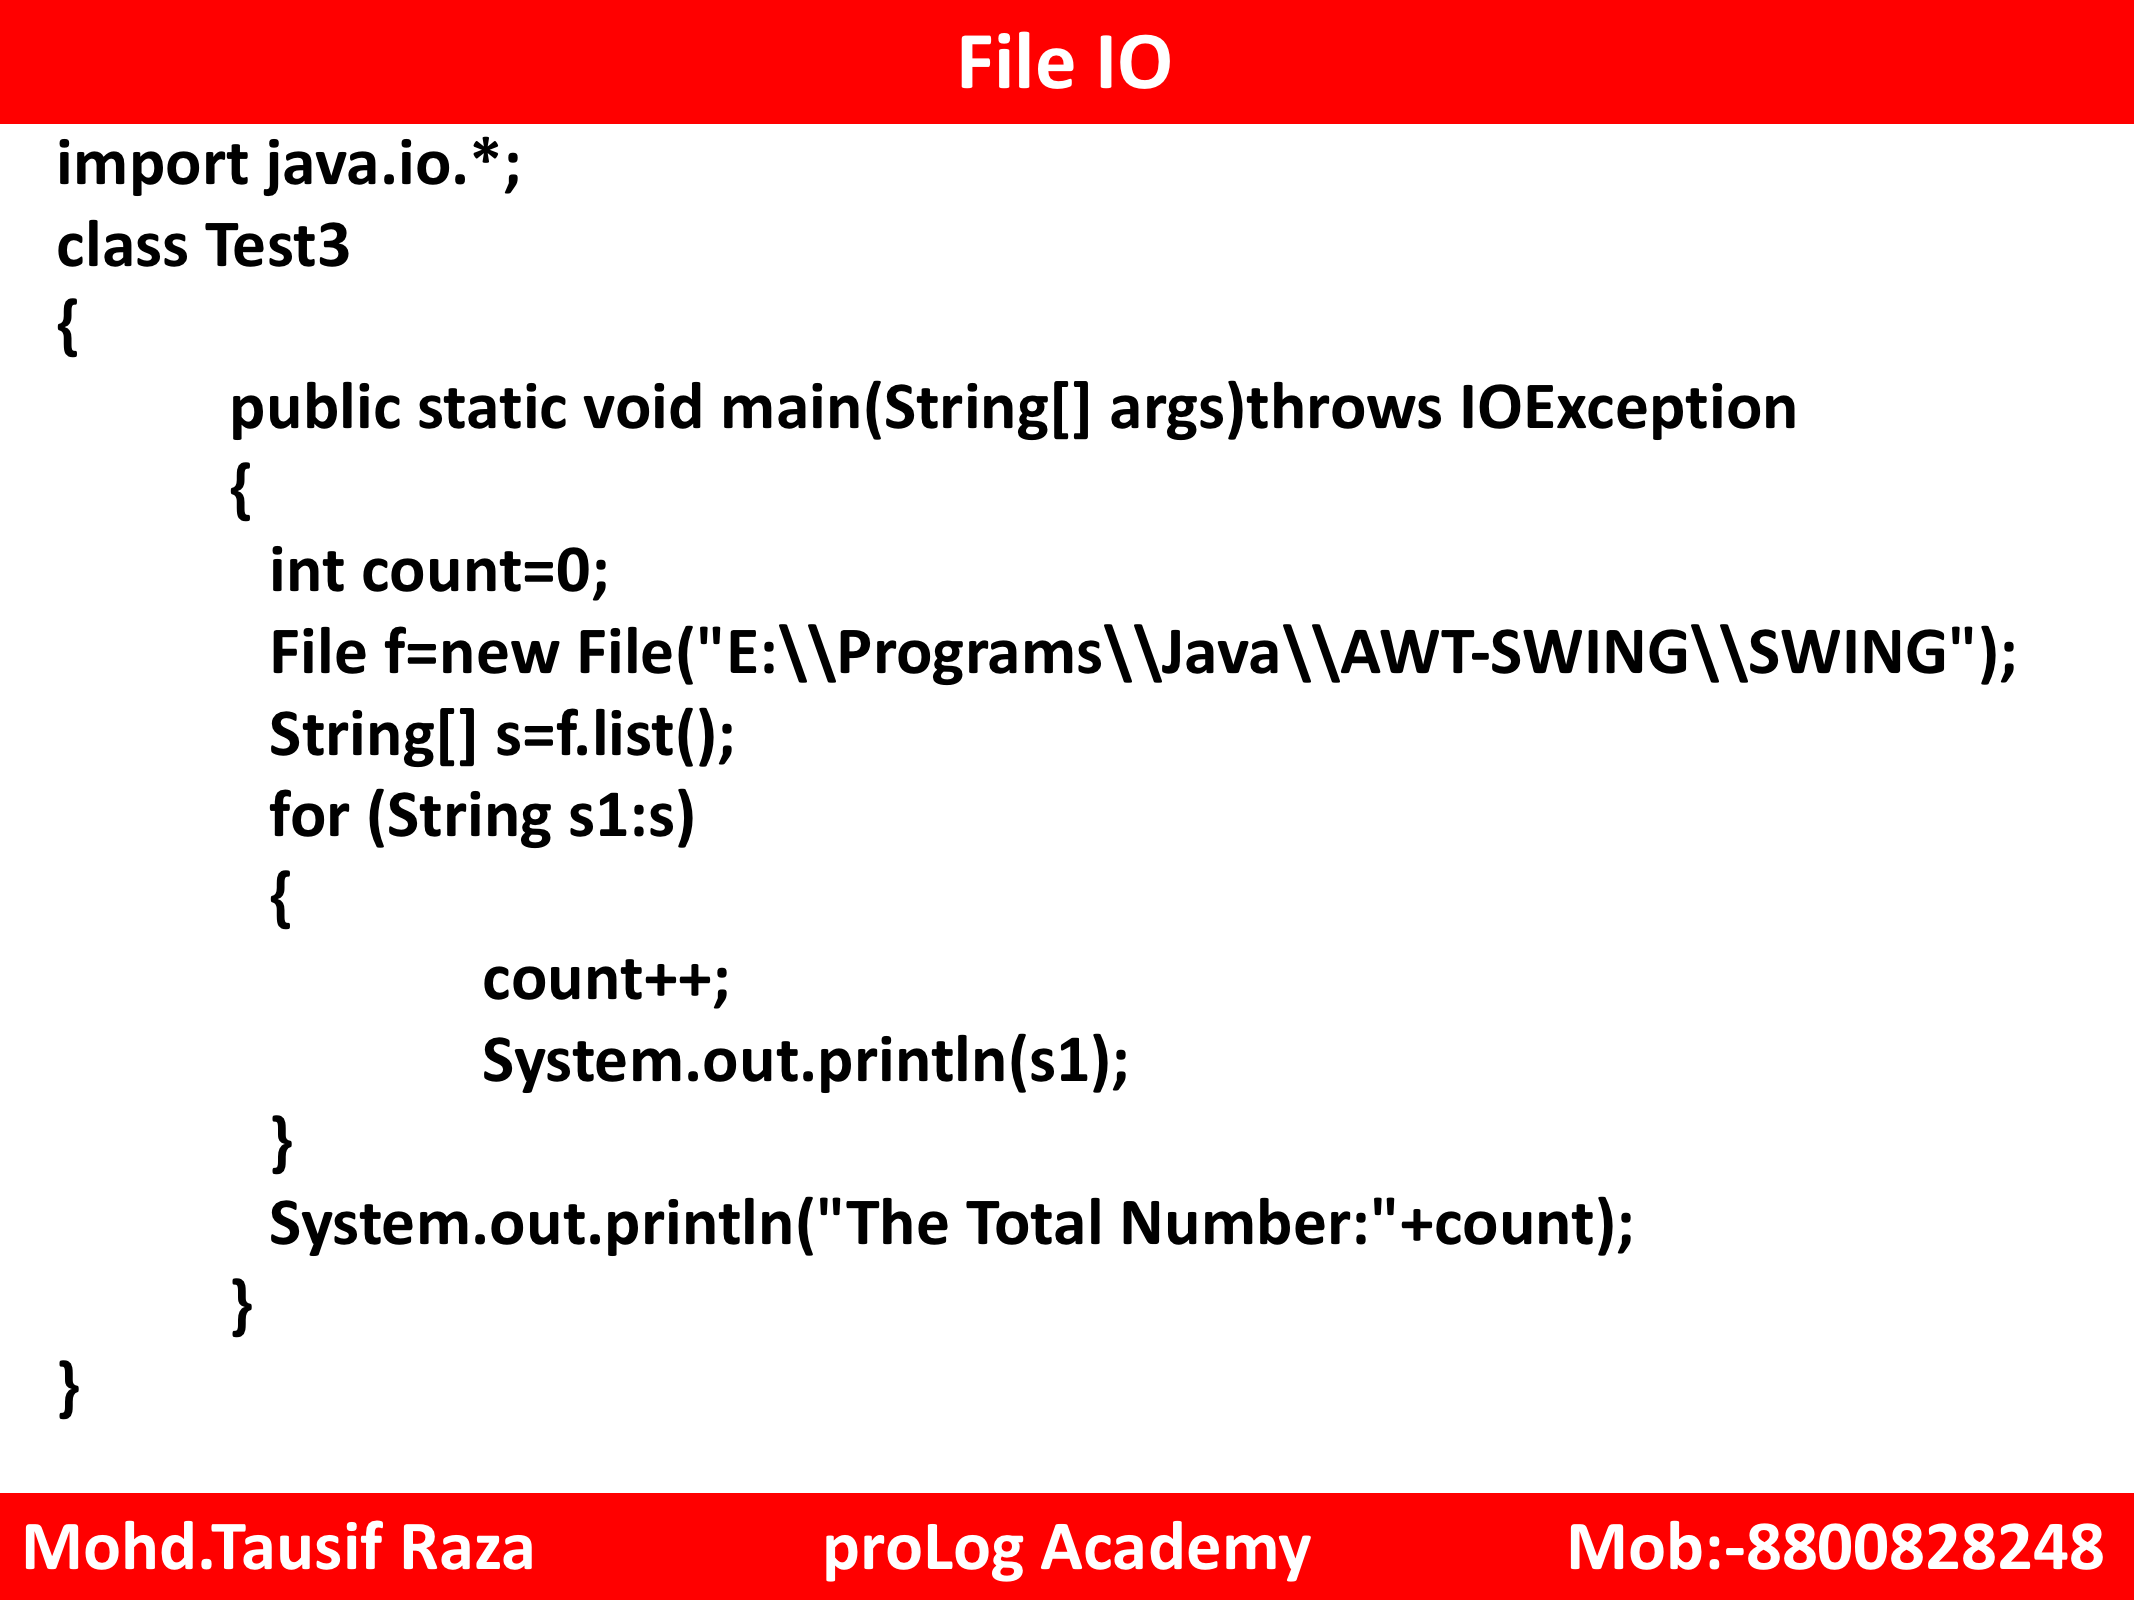 File IO
import java.io.*;
class Test3
{
public static void main(String[] args)throws IOException
{
int count=0;
File f=new File("E:\\Programs\\Java\\AWT-SWING\\SWING");
String[] s=f.list();
for (String s1:s)
{
count++;
System.out.println(s1);
}
System.out.println("The Total Number:"+count);
}
}
Mohd.Tausif Raza proLog Academy Mob:-8800828248